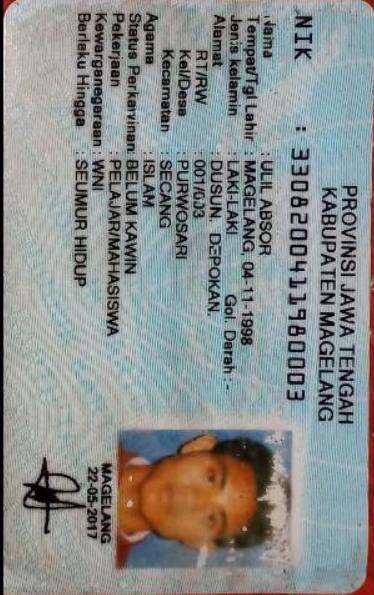 PROVINSI JAWA TENGAH
KABUPATEN MAGELANG
NIK : 3308200411980003
Nama : ULIL ABSOR
Tempat/Tgl Lahir : MAGELANG, 04-11-1998
Jenis kelamin : LAKI-LAKI Gol. Darah :-
Alamat : DUSUN. DEPOKAN.
RT/RW : 001/003
Kel/Desa : PURWOSARI
Kecamatan : SECANG
Agama : ISLAM
Status Perkawinan: BELUM KAWIN
Pekerjaan : PELAJAR/MAHASISWA
Kewarganegaraan : WNI
Berlaku Hingga : SEUMUR HIDUP
MAGELANG
22-05-2017